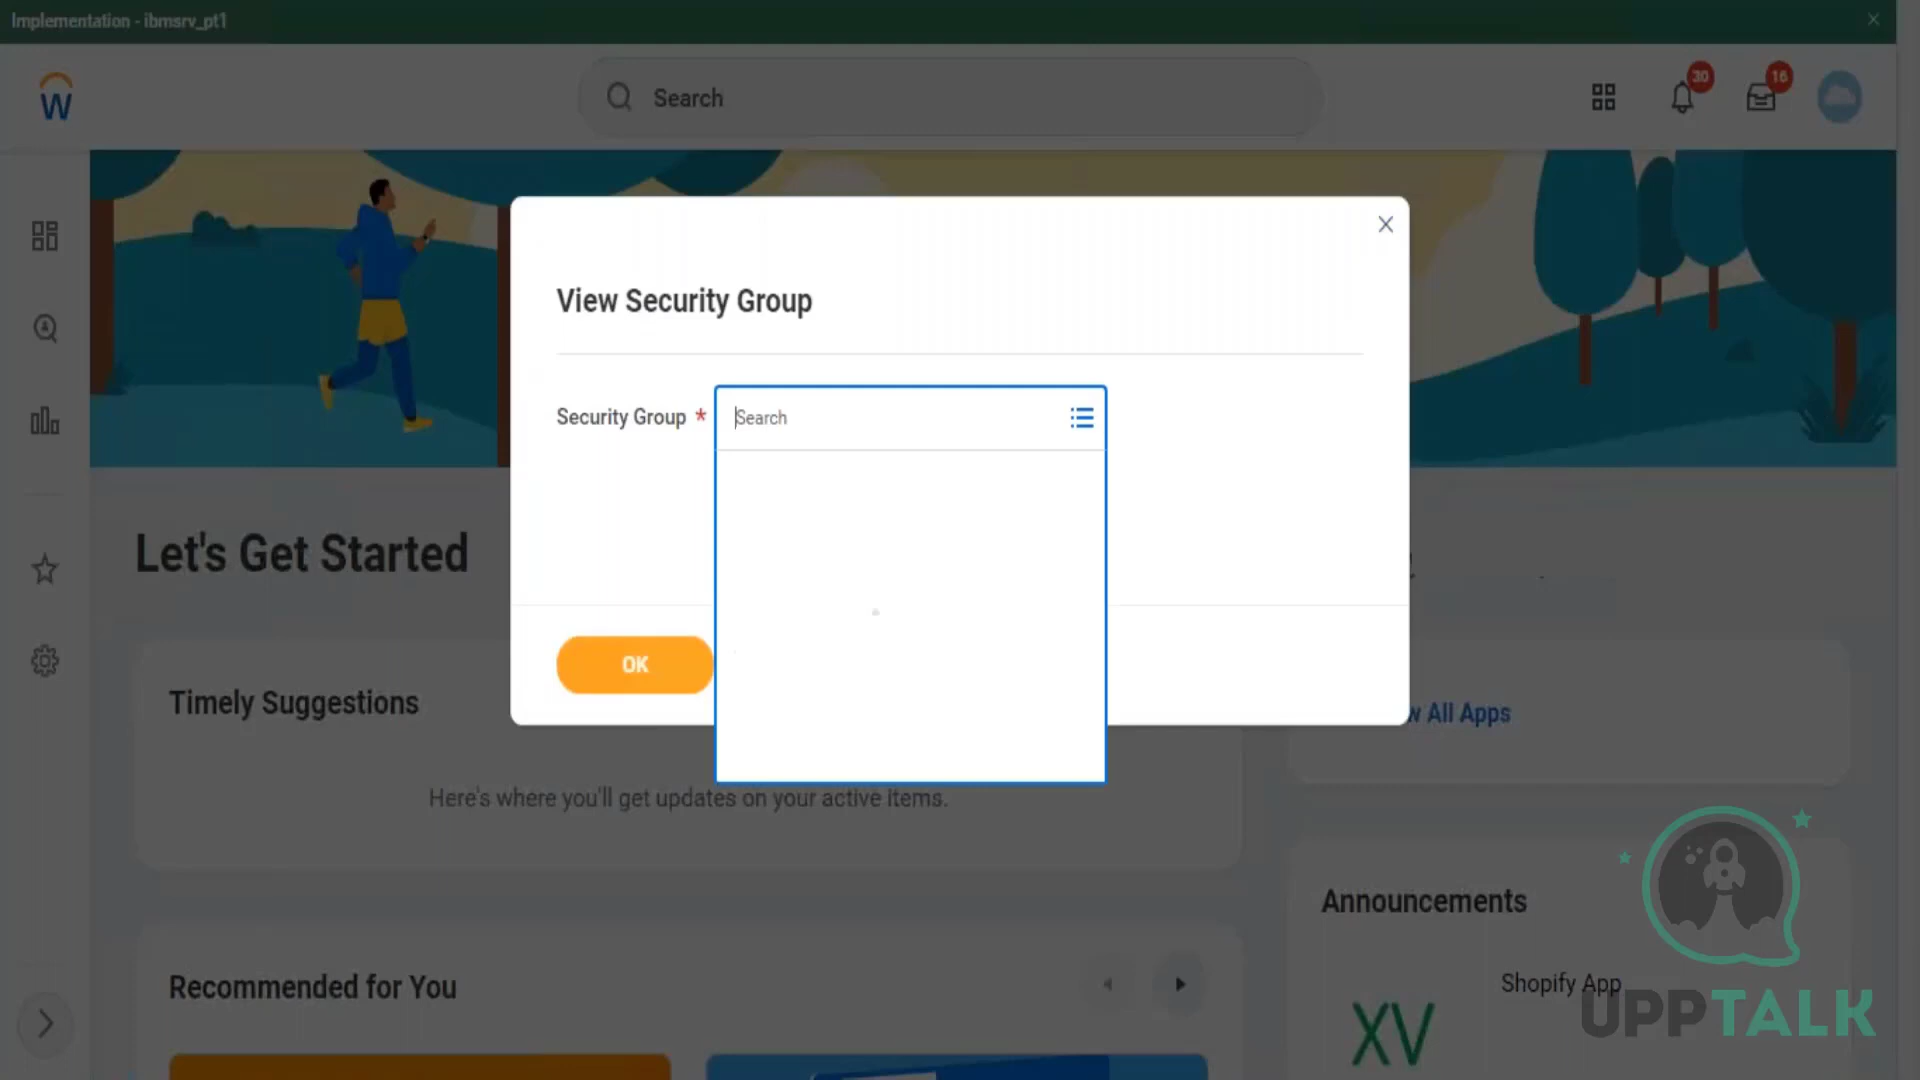 Implementation - ibmsrv_pt1
W
Search
30
16
View Security Group
Security Group *
Search
OK
Let's Get Started
Timely Suggestions
All Apps
Here's where you'll get updates on your active items.
Announcements
Recommended for You
Shopify App
XV
UPPTALK